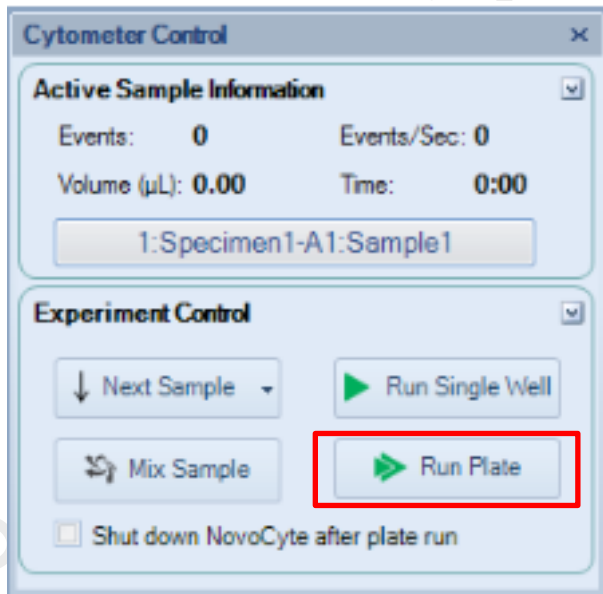 Cytometer Control
Active Sample Information
Events: 0 Events/Sec: 0
Volume (µL): 0.00 Time: 0:00
1:Specimen1-A1:Sample1
Experiment Control
Next Sample Run Single Well
Mix Sample Run Plate
Shut down NovoCyte after plate run